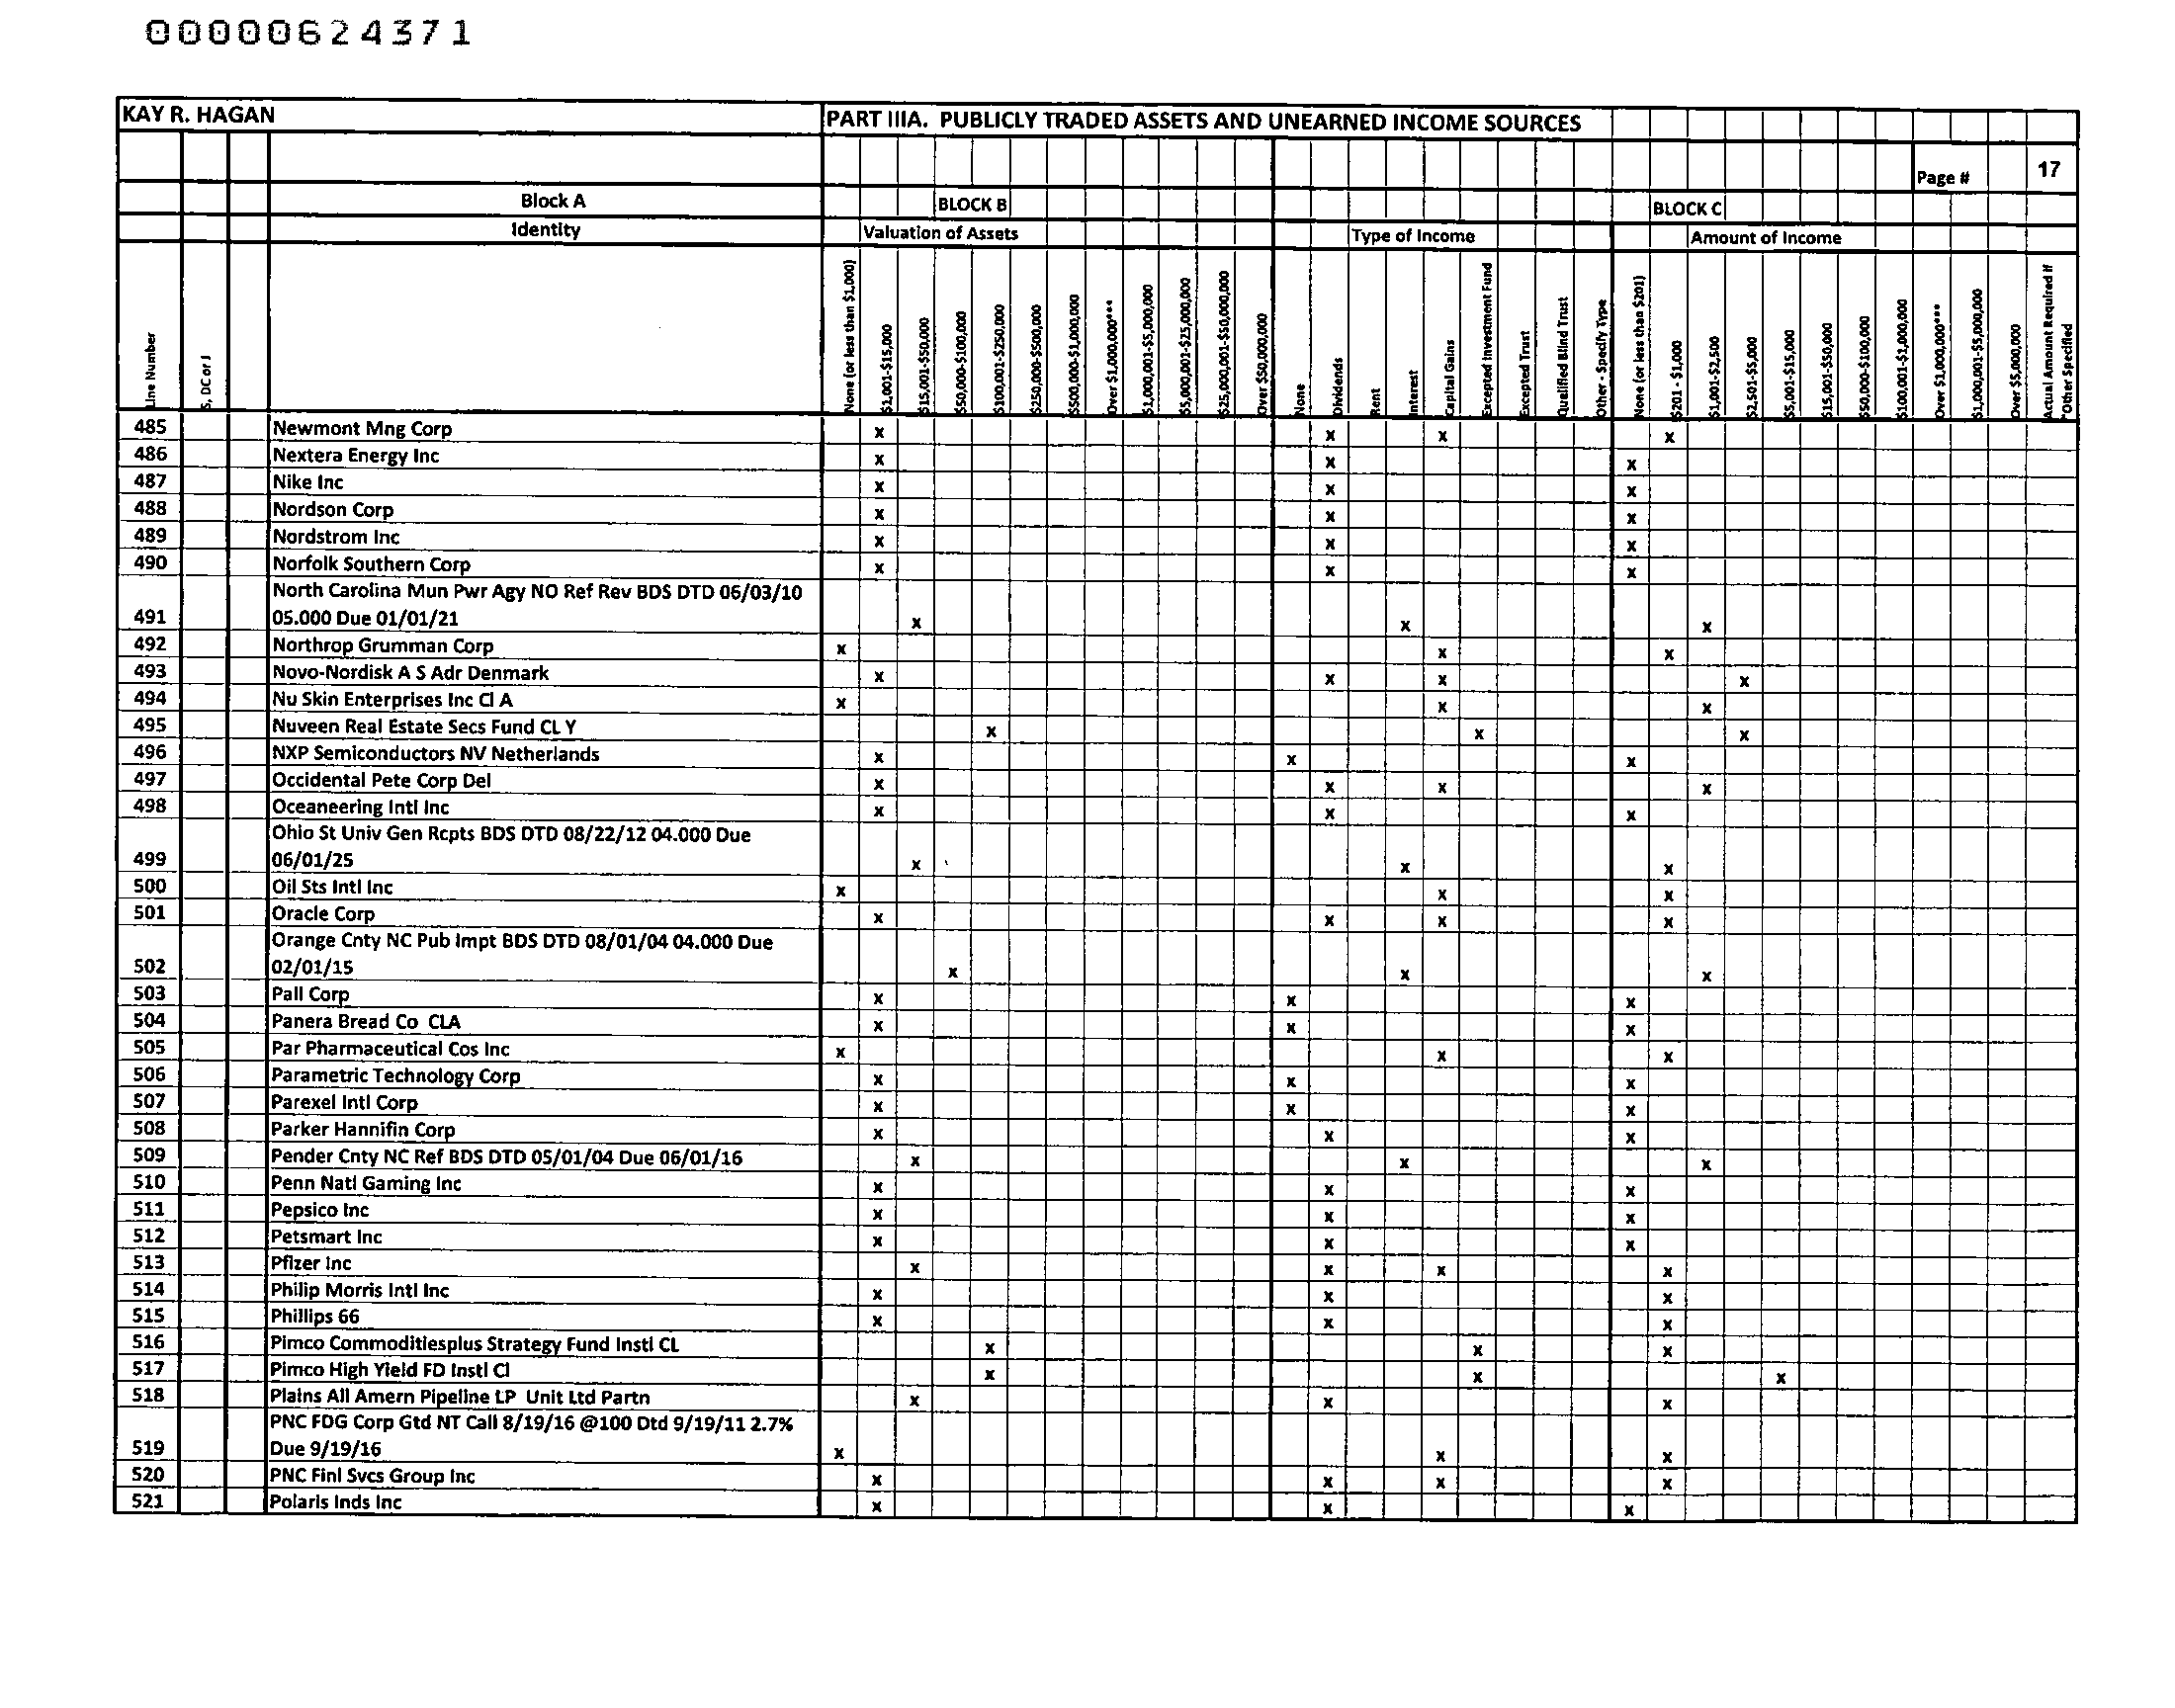 00000624371
KAY R. HAGAN PART IIIA. PUBLICLY TRADED ASSETS AND UNEARNED INCOME SOURCES
Page # 17
Block A BLOCK B BLOCK C
Identity Valuation of Assets Type of Income Amount of Income
Line Number
S, DC or J
None (or less than $1,000)
$1,001-$15,000
$15,001-$50,000
$50,000-$100,000
$100,001-$250,000
$250,000-$500,000
$500,000-$1,000,000
Over $1,000,000***
$1,000,001-$5,000,000
$5,000,001-$25,000,000
$25,000,001-$50,000,000
Over $50,000,000
None
Dividends
Rent
Interest
Capital Gains
Excepted Investment Fund
Excepted Trust
Qualified Blind Trust
Other - Specify Type
None (or less than $201)
$201 - $1,000
$1,001-$2,500
$2,501-$5,000
$5,001-$15,000
$15,001-$50,000
$50,000-$100,000
$100,001-$1,000,000
Over $1,000,000***
$1,000,001-$5,000,000
Over $5,000,000
Actual Amount Required if
"Other Specified
485 Newmont Mng Corp x x x x
486 Nextera Energy Inc x x x
487 Nike Inc x x x
488 Nordson Corp x x x
489 Nordstrom Inc x x x
490 Norfolk Southern Corp x x x
North Carolina Mun Pwr Agy NO Ref Rev BDS DTD 06/03/10
491 05.000 Due 01/01/21 x x x
492 Northrop Grumman Corp x x x
493 Novo-Nordisk A S Adr Denmark x x x x
494 Nu Skin Enterprises Inc Cl A x x x
495 Nuveen Real Estate Secs Fund CL Y x x x
496 NXP Semiconductors NV Netherlands x x x
497 Occidental Pete Corp Del x x x x
498 Oceaneering Intl Inc x x x
Ohio St Univ Gen Rcpts BDS DTD 08/22/12 04.000 Due
499 06/01/25 x x x
500 Oil Sts Intl Inc x x x
501 Oracle Corp x x x x
Orange Cnty NC Pub Impt BDS DTD 08/01/04 04.000 Due
502 02/01/15 x x x
503 Pall Corp x x x
504 Panera Bread Co CLA x x x
505 Par Pharmaceutical Cos Inc x x x
506 Parametric Technology Corp x x x
507 Parexel Intl Corp x x x
508 Parker Hannifin Corp x x x
509 Pender Cnty NC Ref BDS DTD 05/01/04 Due 06/01/16 x x x
510 Penn Natl Gaming Inc x x x
511 Pepsico Inc x x x
512 Petsmart Inc x x x
513 Pfizer Inc x x x x
514 Philip Morris Intl Inc x x x
515 Phillips 66 x x x
516 Pimco Commoditiesplus Strategy Fund Instl CL x x x
517 Pimco High Yield FD Instl Cl x x x
518 Plains All Amern Pipeline LP Unit Ltd Partn x x x
PNC FDG Corp Gtd NT Call 8/19/16 @100 Dtd 9/19/11 2.7%
519 Due 9/19/16 x x x
520 PNC Finl Svcs Group Inc x x x x
521 Polaris Inds Inc x x x